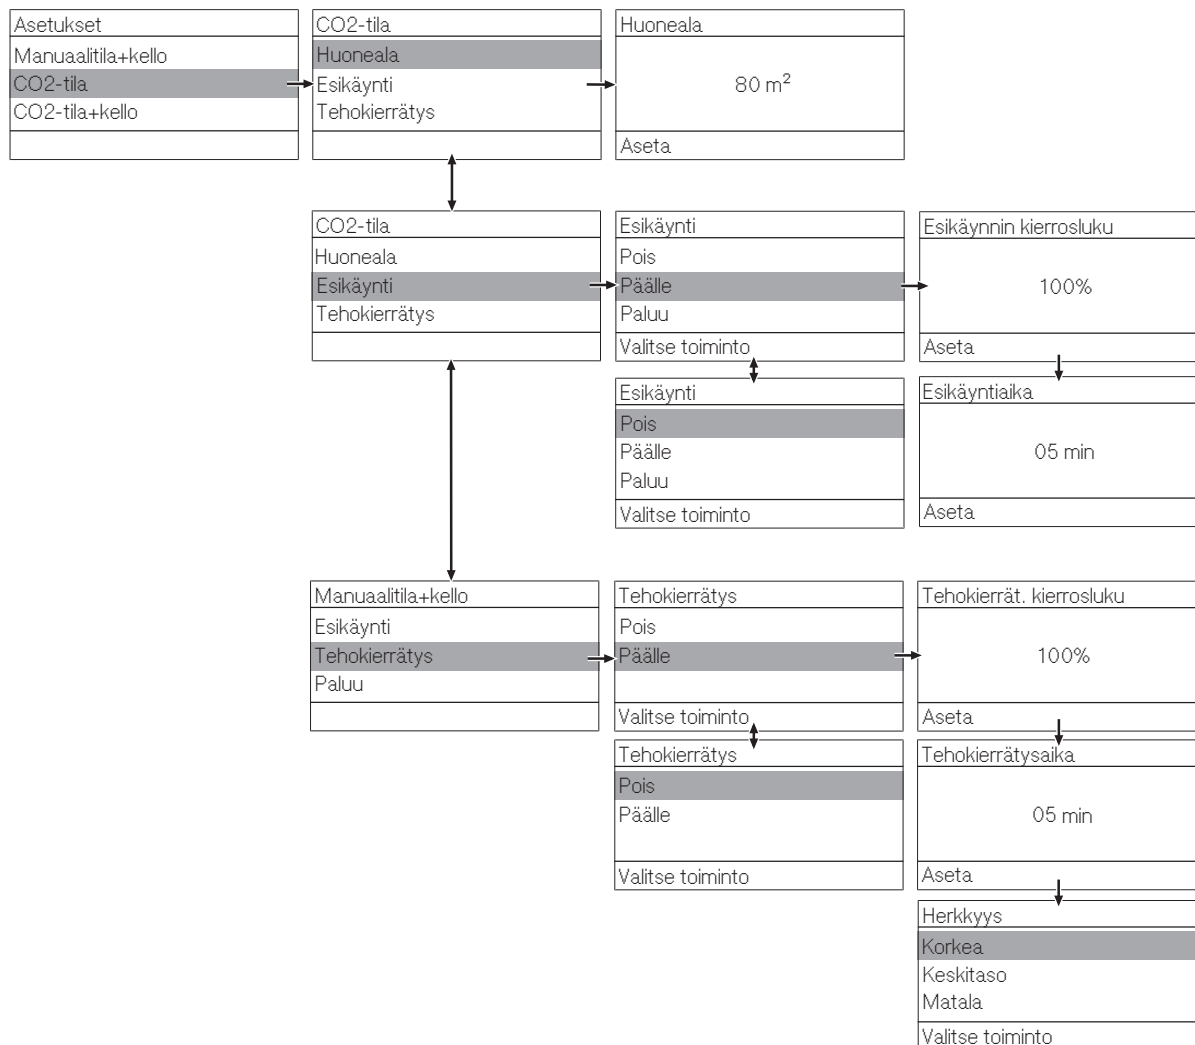 Asetukset
Manuaalitila+kello
CO2-tila
CO2-tila+kello
CO2-tila
Huoneala
Esikäynti
Tehokierrätys
Huoneala
80 m²
Aseta
CO2-tila
Huoneala
Esikäynti
Tehokierrätys
Esikäynti
Pois
Päälle
Paluu
Valitse toiminto
Esikäynnin kierrosluku
100%
Aseta
Esikäynti
Pois
Päälle
Paluu
Valitse toiminto
Esikäyntiaika
05 min
Aseta
Manuaalitila+kello
Esikäynti
Tehokierrätys
Paluu
Tehokierrätys
Pois
Päälle
Valitse toiminto
Tehokierrät. kierrosluku
100%
Aseta
Tehokierrätys
Pois
Päälle
Valitse toiminto
Tehokierrätysaika
05 min
Aseta
Herkkyys
Korkea
Keskitaso
Matala
Valitse toiminto